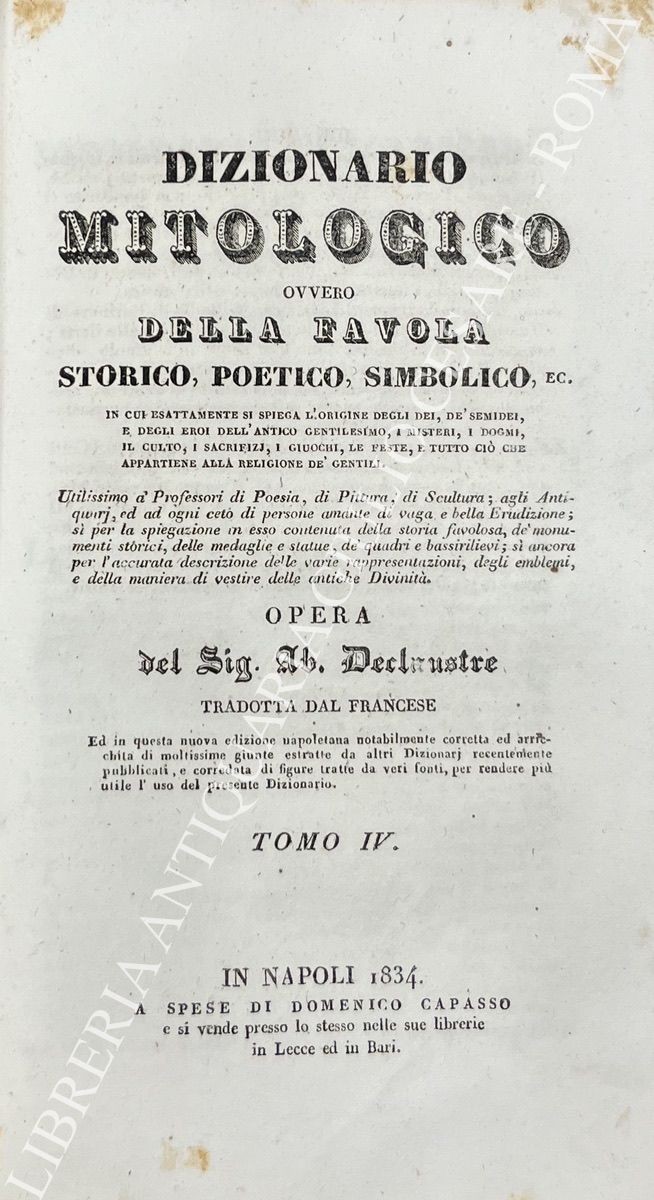 DIZIONARIO
MITOLOGICO
OVVERO
DELLA FAVOLA
STORICO, POETICO, SIMBOLICO, EC.
IN CUI ESATTAMENTE SI SPIEGA L'ORIGINE DEGLI DEI, DE' SEMIDEI,
E DEGLI EROI DELL'ANTICO GENTILESIMO, I MISTERI, I DOGMI,
IL CULTO, I SACRIFIZJ, I GIUOCHI, LE FESTE, E TUTTO CIÒ CHE
APPARTIENE ALLA RELIGIONE DE' GENTILI.
Utilissimo a' Professori di Poesia, di Pittura, di Scultura; agli Anti-
quarj, ed ad ogni ceto di persone amante di vaga e bella Erudizione;
sì per la spiegazione in esso contenuta della storia favolosa, de' monu-
menti storici, delle medaglie e statue, de' quadri e bassirilievi; sì ancora
per l'accurata descrizione delle varie rappresentazioni, degli emblemi,
e della maniera di vestire delle antiche Divinità.
OPERA
del Sig. Ab. Declaustre
TRADOTTA DAL FRANCESE
Ed in questa nuova edizione napoletana notabilmente corretta ed arric-
chita di moltissime giunte estratte da altri Dizionarj recentemente
pubblicati, e corredata di figure tratte da veri fonti, per rendere più
utile l' uso del presente Dizionario.
TOMO IV.
IN NAPOLI 1834.
A SPESE DI DOMENICO CAPASSO
e si vende presso lo stesso nelle sue librerie
in Lecce ed in Bari.
LIBRERIA ANTIQUARIA GIOCEART - ROMA